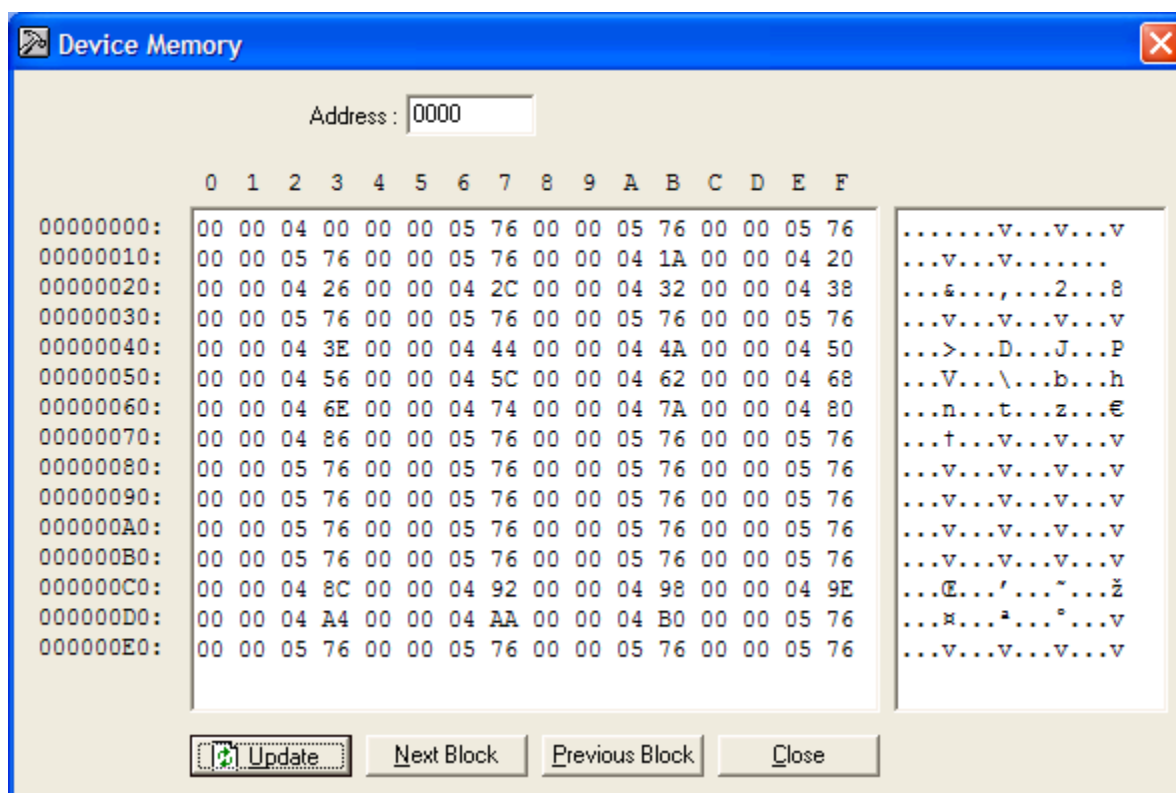 Device Memory
Address : 0000
0 1 2 3 4 5 6 7 8 9 A B C D E F
00000000: 00 00 04 00 00 00 05 76 00 00 05 76 00 00 05 76 .......v...v...v
00000010: 00 00 05 76 00 00 05 76 00 00 04 1A 00 00 04 20 ...v...v.......
00000020: 00 00 04 26 00 00 04 2C 00 00 04 32 00 00 04 38 ...&...,...2...8
00000030: 00 00 05 76 00 00 05 76 00 00 05 76 00 00 05 76 ...v...v...v...v
00000040: 00 00 04 3E 00 00 04 44 00 00 04 4A 00 00 04 50 ...>...D...J...P
00000050: 00 00 04 56 00 00 04 5C 00 00 04 62 00 00 04 68 ...V...\...b...h
00000060: 00 00 04 6E 00 00 04 74 00 00 04 7A 00 00 04 80 ...n...t...z...€
00000070: 00 00 04 86 00 00 05 76 00 00 05 76 00 00 05 76 ...†...v...v...v
00000080: 00 00 05 76 00 00 05 76 00 00 05 76 00 00 05 76 ...v...v...v...v
00000090: 00 00 05 76 00 00 05 76 00 00 05 76 00 00 05 76 ...v...v...v...v
000000A0: 00 00 05 76 00 00 05 76 00 00 05 76 00 00 05 76 ...v...v...v...v
000000B0: 00 00 05 76 00 00 05 76 00 00 05 76 00 00 05 76 ...v...v...v...v
000000C0: 00 00 04 8C 00 00 04 92 00 00 04 98 00 00 04 9E ...Œ...’...˜...ž
000000D0: 00 00 04 A4 00 00 04 AA 00 00 04 B0 00 00 05 76 ...¤...ª...°...v
000000E0: 00 00 05 76 00 00 05 76 00 00 05 76 00 00 05 76 ...v...v...v...v
Update Next Block Previous Block Close